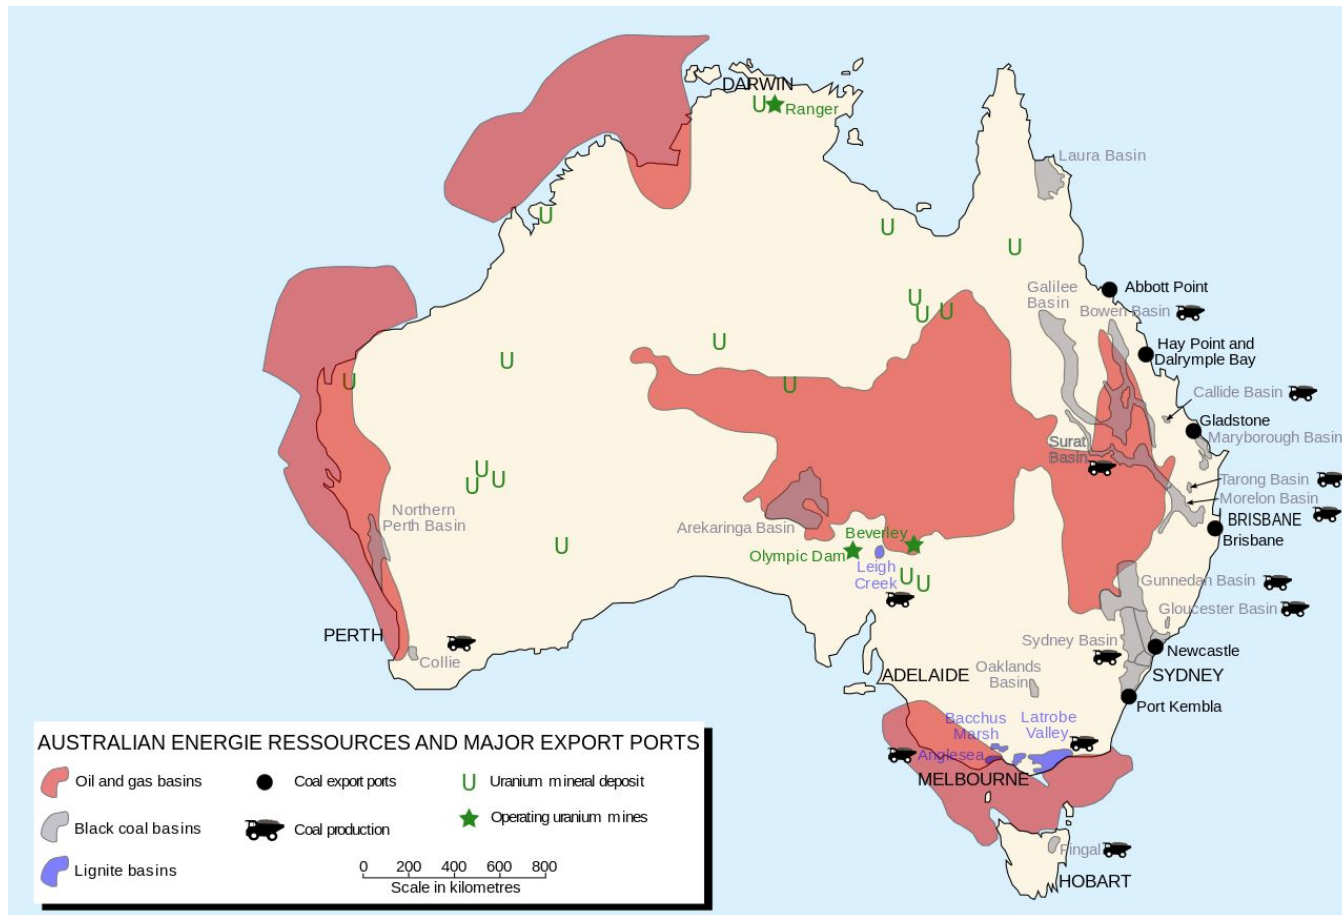 DARWIN
U
Ranger
Laura Basin
U
U
U
Galilee
Basin
Abbott Point
Bowen Basin
U
U
U
U
Hay Point and
Dalrymple Bay
U
U
U
Callide Basin
Gladstone
Maryborough Basin
Surat
Basin
U
U
U
Tarong Basin
Morelon Basin
Northern
Perth Basin
BRISBANE
Brisbane
Arekaringa Basin
Beverley
Olympic Dam
U
Leigh
Creek
U
U
Gunnedan Basin
Gloucester Basin
PERTH
Collie
Sydney Basin
Newcastle
Oaklands
Basin
ADELAIDE
SYDNEY
Port Kembla
Bacchus
Marsh
Latrobe
Valley
Anglesea
MELBOURNE
Fingal
HOBART
AUSTRALIAN ENERGIE RESSOURCES AND MAJOR EXPORT PORTS
Oil and gas basins
Coal export ports
U Uranium mineral deposit
Black coal basins
Coal production
Operating uranium mines
Lignite basins
0 200 400 600 800
Scale in kilometres